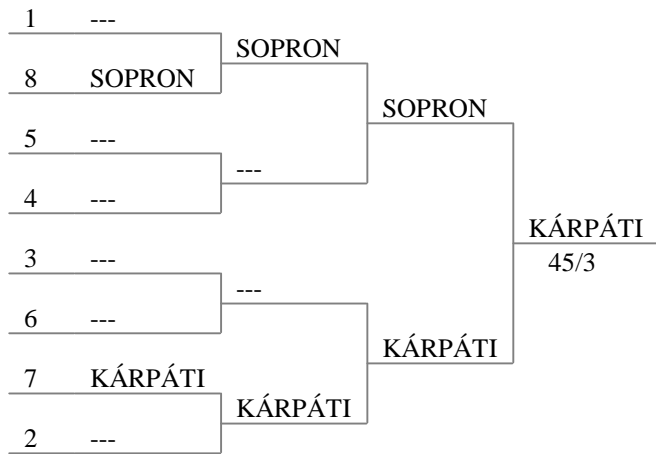 1 ---
SOPRON
8 SOPRON
SOPRON
5 ---
---
4 ---
KÁRPÁTI
45/3
3 ---
---
6 ---
KÁRPÁTI
7 KÁRPÁTI
KÁRPÁTI
2 ---